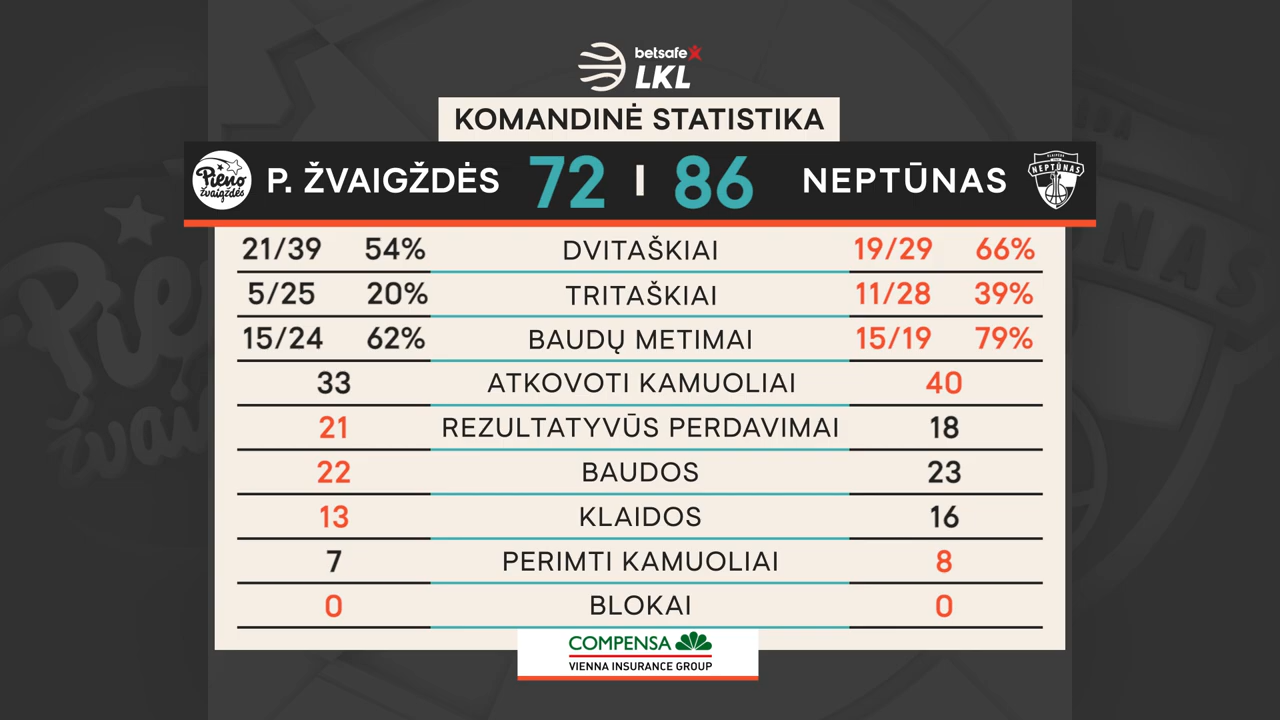 betsafe
LKL
KOMANDINĖ STATISTIKA
Pieno žvaigždės P. ŽVAIGŽDĖS 72 | 86 NEPTŪNAS NEPTŪNAS
21/39 54% DVITAŠKIAI 19/29 66%
5/25 20% TRITAŠKIAI 11/28 39%
15/24 62% BAUDŲ METIMAI 15/19 79%
33 ATKOVOTI KAMUOLIAI 40
21 REZULTATYVŪS PERDAVIMAI 18
22 BAUDOS 23
13 KLAIDOS 16
7 PERIMTI KAMUOLIAI 8
0 BLOKAI 0
COMPENSA
VIENNA INSURANCE GROUP